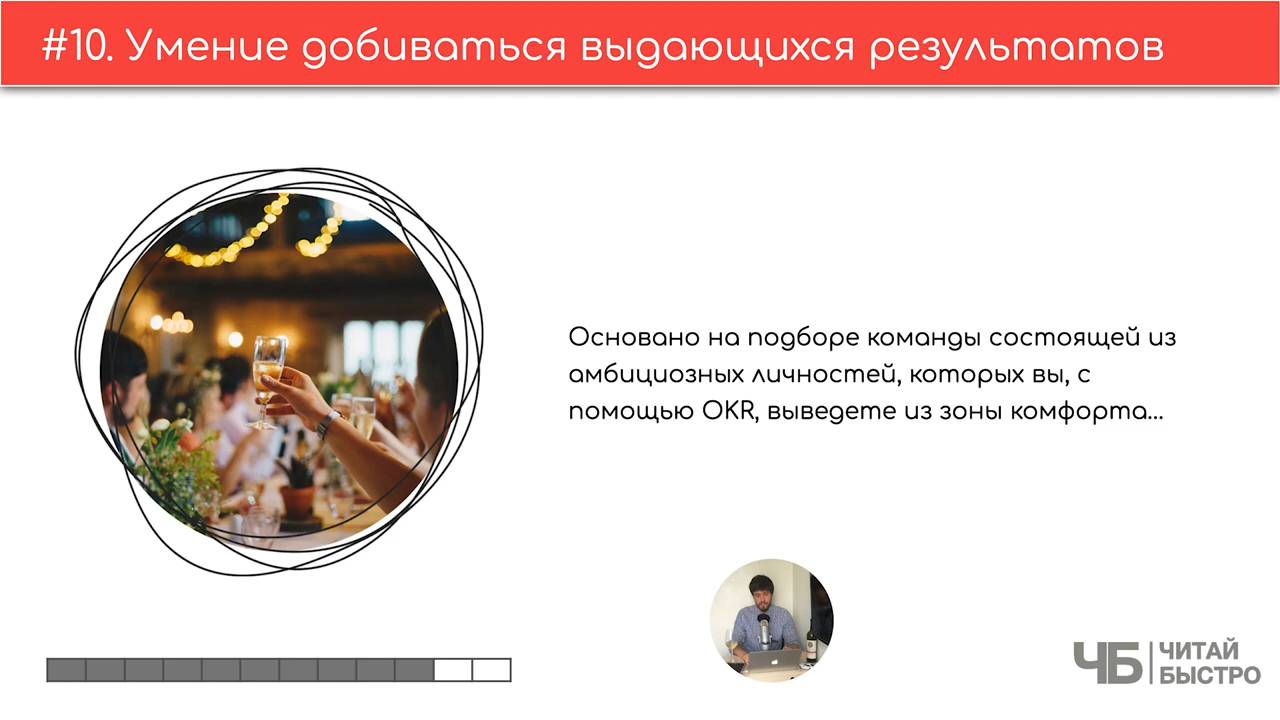 #10. Умение добиваться выдающихся результатов
Основано на подборе команды состоящей из
амбициозных личностей, которых вы, с
помощью OKR, выведете из зоны комфорта...
ЧБ
ЧИТАЙ
БЫСТРО